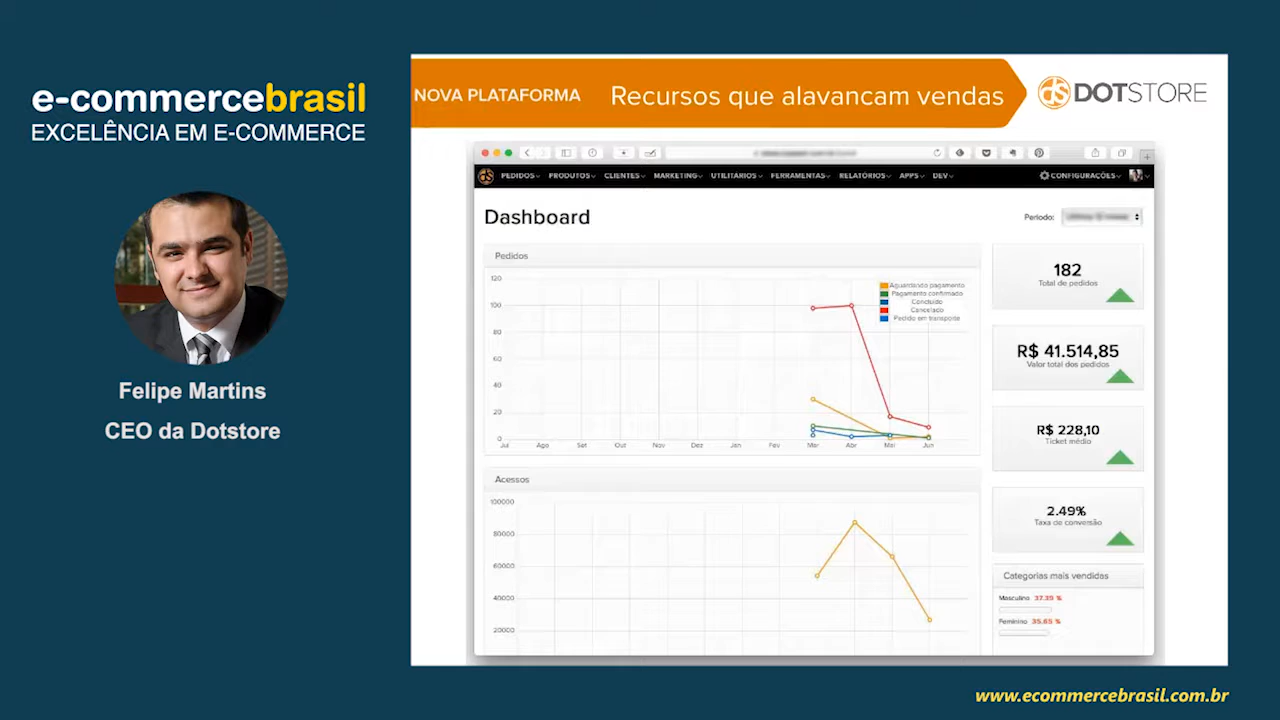 e-commercebrasil
EXCELÊNCIA EM E-COMMERCE
Felipe Martins
CEO da Dotstore
NOVA PLATAFORMA
Recursos que alavancam vendas
DOTSTORE
PEDIDOS PRODUTOS CLIENTES MARKETING UTILITÁRIOS FERRAMENTAS RELATÓRIOS APPS DEV CONFIGURAÇÕES
Dashboard
Período:
Pedidos
120
100
80
60
40
20
0
Jul Ago Set Out Nov Dez Jan Fev Mar Abr Mai Jun
Aguardando pagamento
Pagamento confirmado
Concluído
Cancelado
Pedido em transporte
182
Total de pedidos
R$ 41.514,85
Valor total dos pedidos
R$ 228,10
Ticket médio
2.49%
Taxa de conversão
Acessos
100000
80000
60000
40000
20000
Categorias mais vendidas
Masculino 37.39 %
Feminino 35.65 %
www.ecommercebrasil.com.br